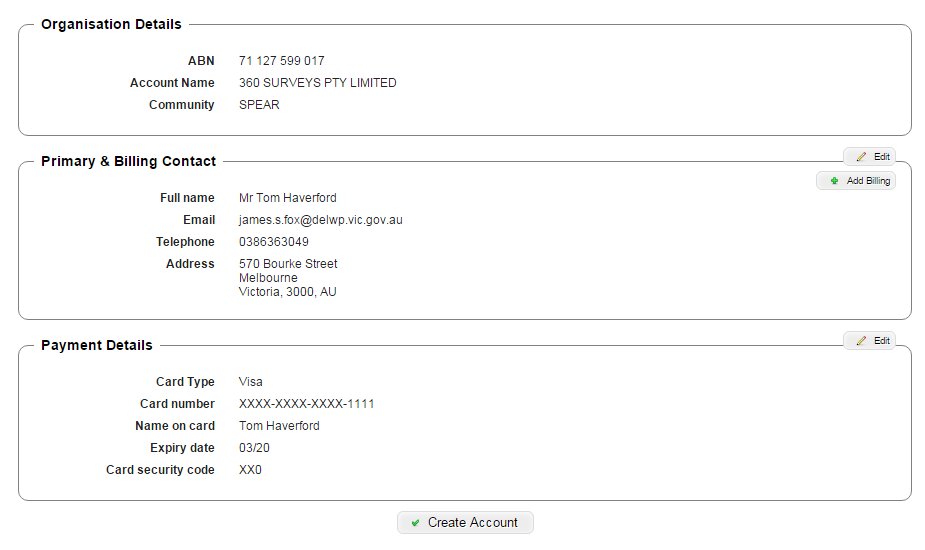 Organisation Details
ABN 71 127 599 017
Account Name 360 SURVEYS PTY LIMITED
Community SPEAR
Primary & Billing Contact
Edit
Add Billing
Full name Mr Tom Haverford
Email james.s.fox@delwp.vic.gov.au
Telephone 0386363049
Address 570 Bourke Street
Melbourne
Victoria, 3000, AU
Payment Details
Edit
Card Type Visa
Card number XXXX-XXXX-XXXX-1111
Name on card Tom Haverford
Expiry date 03/20
Card security code XX0
Create Account